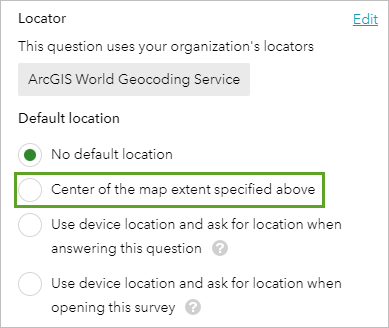 Locator Edit
This question uses your organization's locators
ArcGIS World Geocoding Service
Default location
No default location
Center of the map extent specified above
Use device location and ask for location when
answering this question ?
Use device location and ask for location when
opening this survey ?